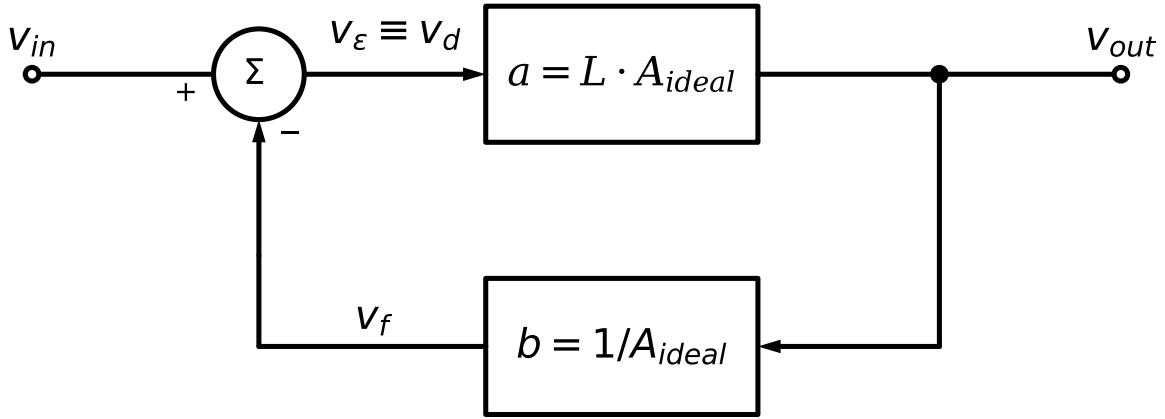 v_in
+
Σ
−
v_ε ≡ v_d
a = L · A_ideal
v_out
v_f
b = 1/A_ideal